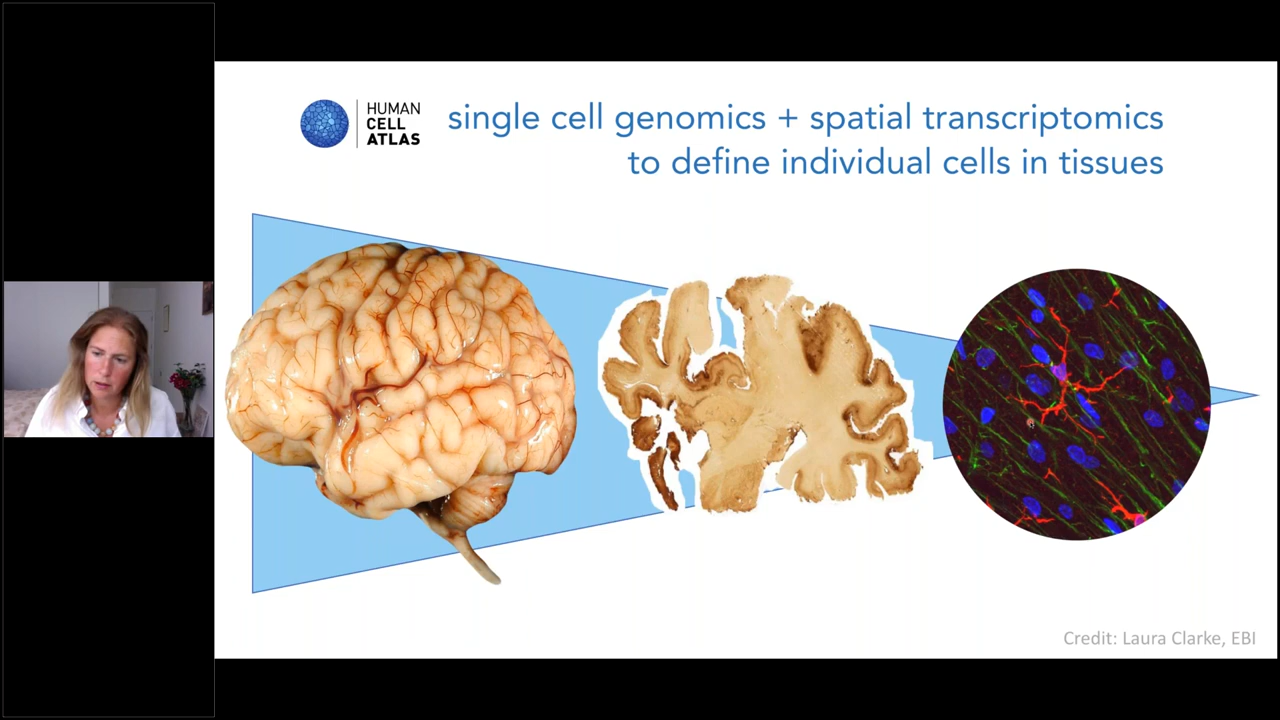 HUMAN
CELL
ATLAS
single cell genomics + spatial transcriptomics
to define individual cells in tissues
Credit: Laura Clarke, EBI